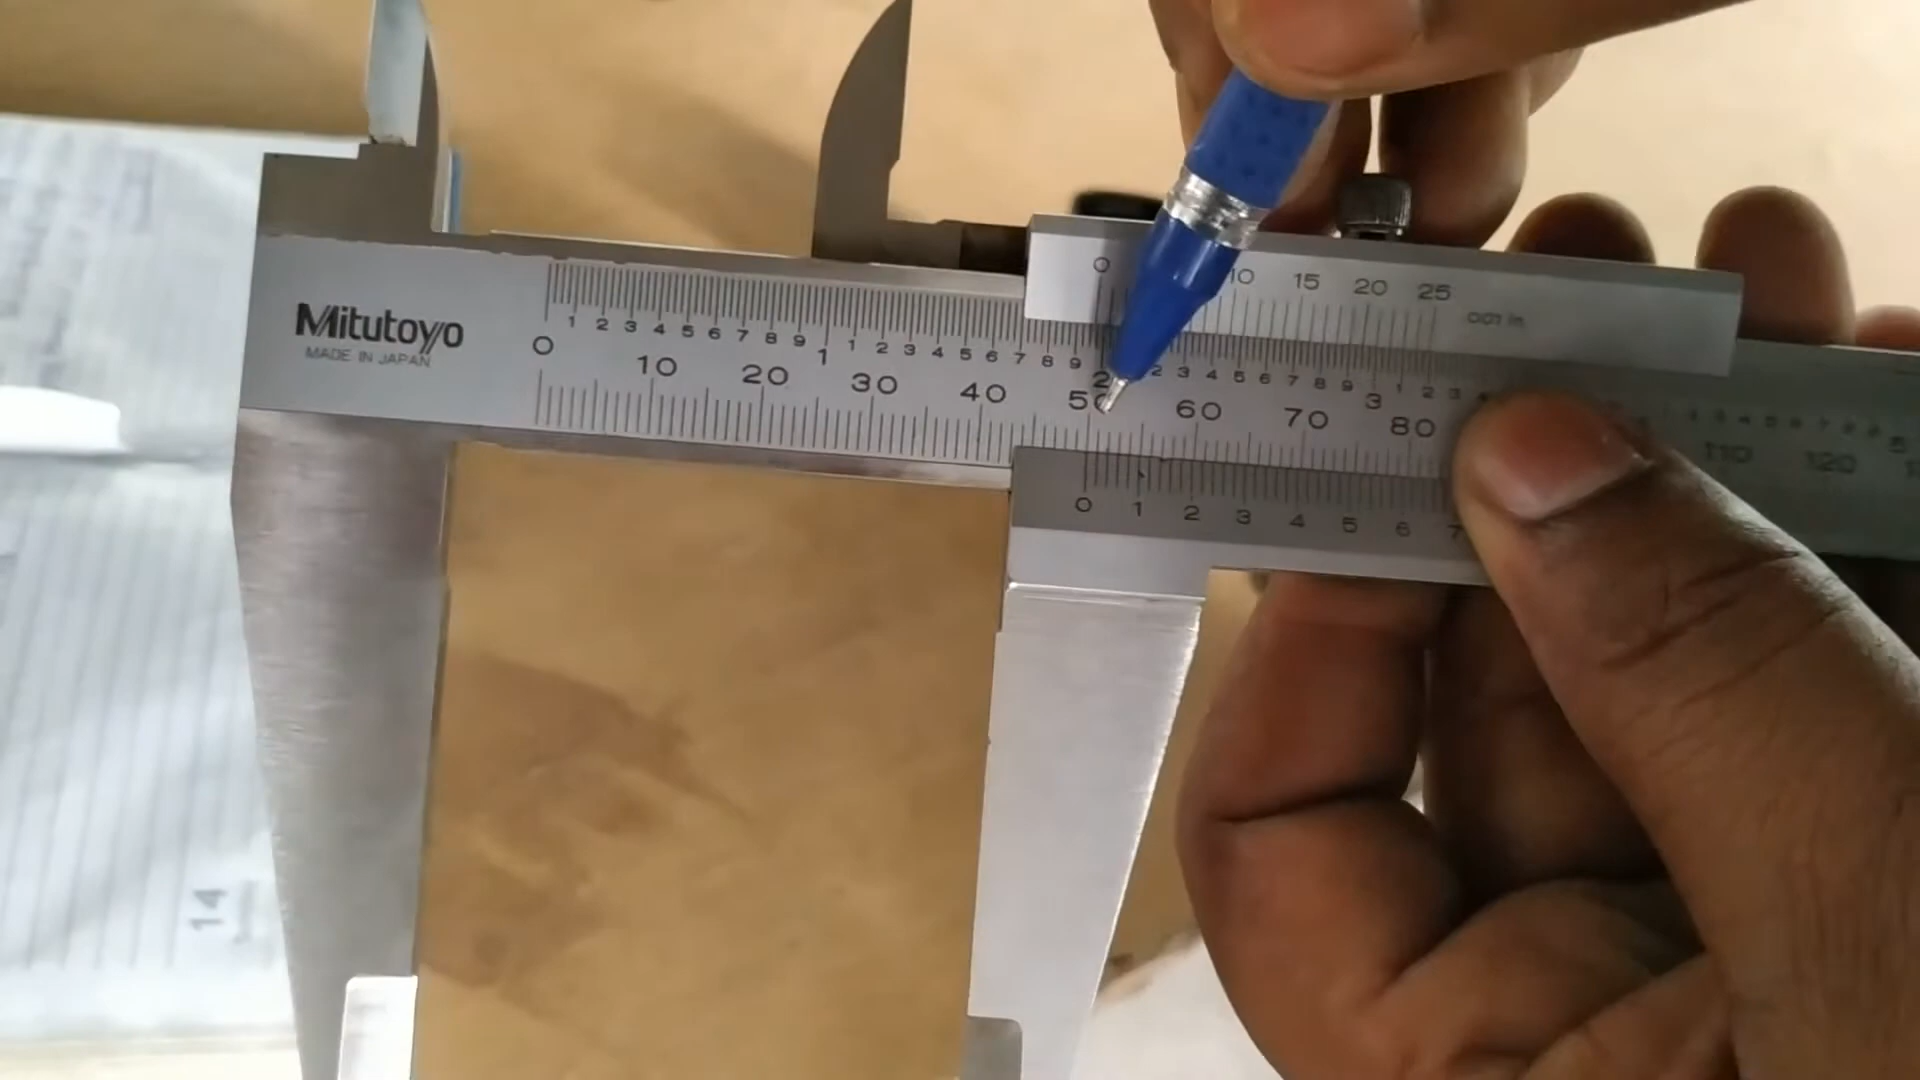 0 10 15 20 25 .001 in.
Mitutoyo
MADE IN JAPAN
1 2 3 4 5 6 7 8 9 1 1 2 3 4 5 6 7 8 9 2 2 3 4 5 6 7 8 9 3 1 2 3
0 10 20 30 40 50 60 70 80 110 120
0 1 2 3 4 5 6 7
14